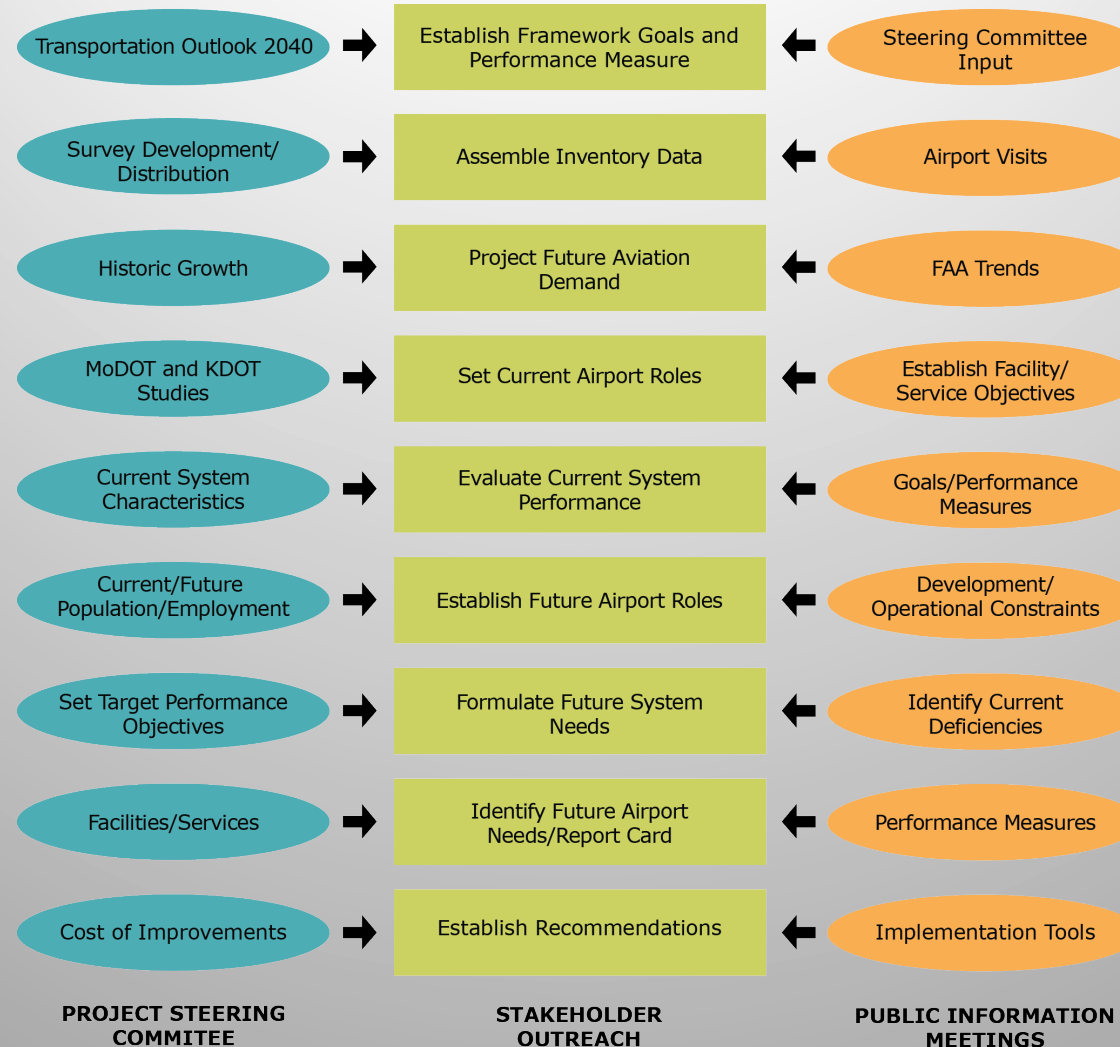 Transportation Outlook 2040
Establish Framework Goals and
Performance Measure
Steering Committee
Input
Survey Development/
Distribution
Assemble Inventory Data
Airport Visits
Historic Growth
Project Future Aviation
Demand
FAA Trends
MoDOT and KDOT
Studies
Set Current Airport Roles
Establish Facility/
Service Objectives
Current System
Characteristics
Evaluate Current System
Performance
Goals/Performance
Measures
Current/Future
Population/Employment
Establish Future Airport Roles
Development/
Operational Constraints
Set Target Performance
Objectives
Formulate Future System
Needs
Identify Current
Deficiencies
Facilities/Services
Identify Future Airport
Needs/Report Card
Performance Measures
Cost of Improvements
Establish Recommendations
Implementation Tools
PROJECT STEERING
COMMITEE
STAKEHOLDER
OUTREACH
PUBLIC INFORMATION
MEETINGS